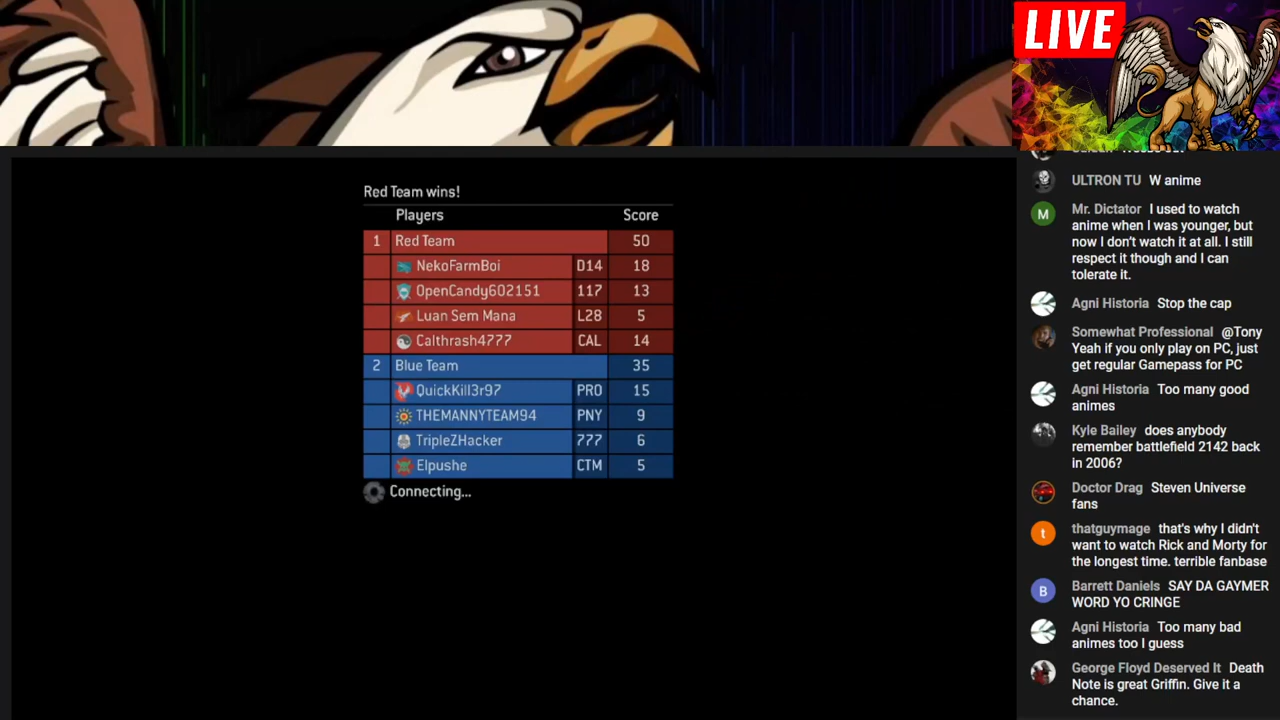 LIVE
Red Team wins!
Players Score
1 Red Team 50
NekoFarmBoi D14 18
OpenCandy602151 117 13
Luan Sem Mana L28 5
Calthrash4777 CAL 14
2 Blue Team 35
QuickKill3r97 PRO 15
THEMANNYTEAM94 PNY 9
TripleZHacker 777 6
Elpushe CTM 5
Connecting...
ULTRON TU W anime
Mr. Dictator I used to watch
anime when I was younger, but
now I don't watch it at all. I still
respect it though and I can
tolerate it.
Agni Historia Stop the cap
Somewhat Professional @Tony
Yeah if you only play on PC, just
get regular Gamepass for PC
Agni Historia Too many good
animes
Kyle Bailey does anybody
remember battlefield 2142 back
in 2006?
Doctor Drag Steven Universe
fans
t thatguymage that's why I didn't
want to watch Rick and Morty for
the longest time. terrible fanbase
B Barrett Daniels SAY DA GAYMER
WORD YO CRINGE
Agni Historia Too many bad
animes too I guess
George Floyd Deserved It Death
Note is great Griffin. Give it a
chance.
M